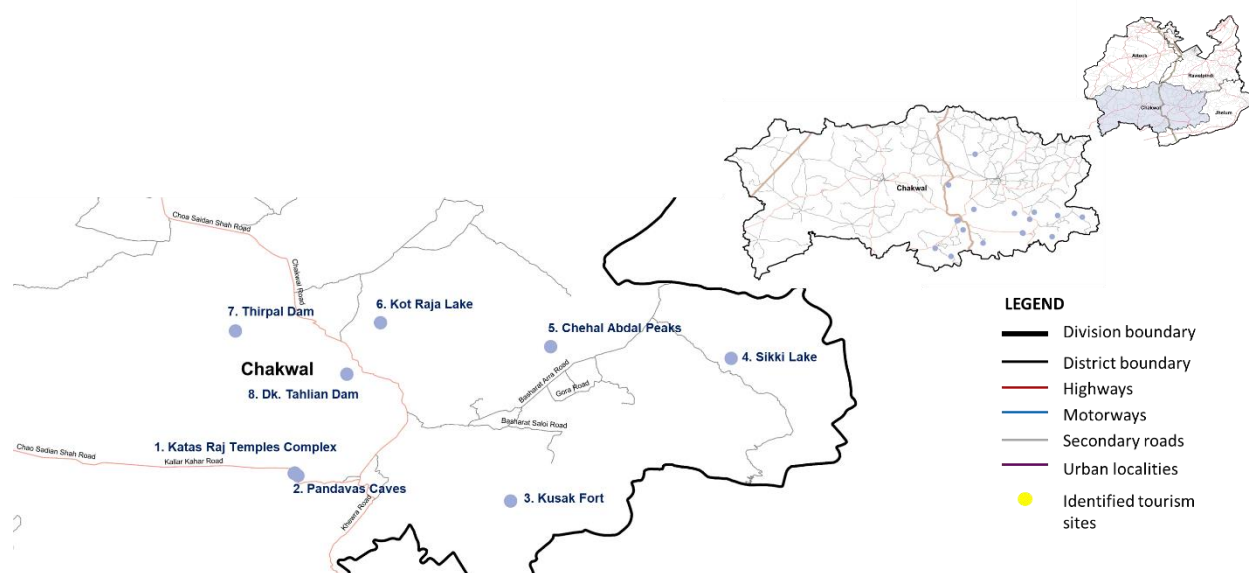 Attock
Rawalpindi
Chakwal
Jhelum
Chakwal
Choa Saidan Shah Road
Chakwal Road
7. Thirpal Dam
6. Kot Raja Lake
5. Chehal Abdal Peaks
4. Sikki Lake
Chakwal
8. Dk. Tahlian Dam
Basharat Arra Road
Gora Road
Basharat Saloi Road
1. Katas Raj Temples Complex
Chao Sadian Shah Road
Kallar Kahar Road
2. Pandavas Caves
Khewra Road
3. Kusak Fort
LEGEND
Division boundary
District boundary
Highways
Motorways
Secondary roads
Urban localities
Identified tourism
sites